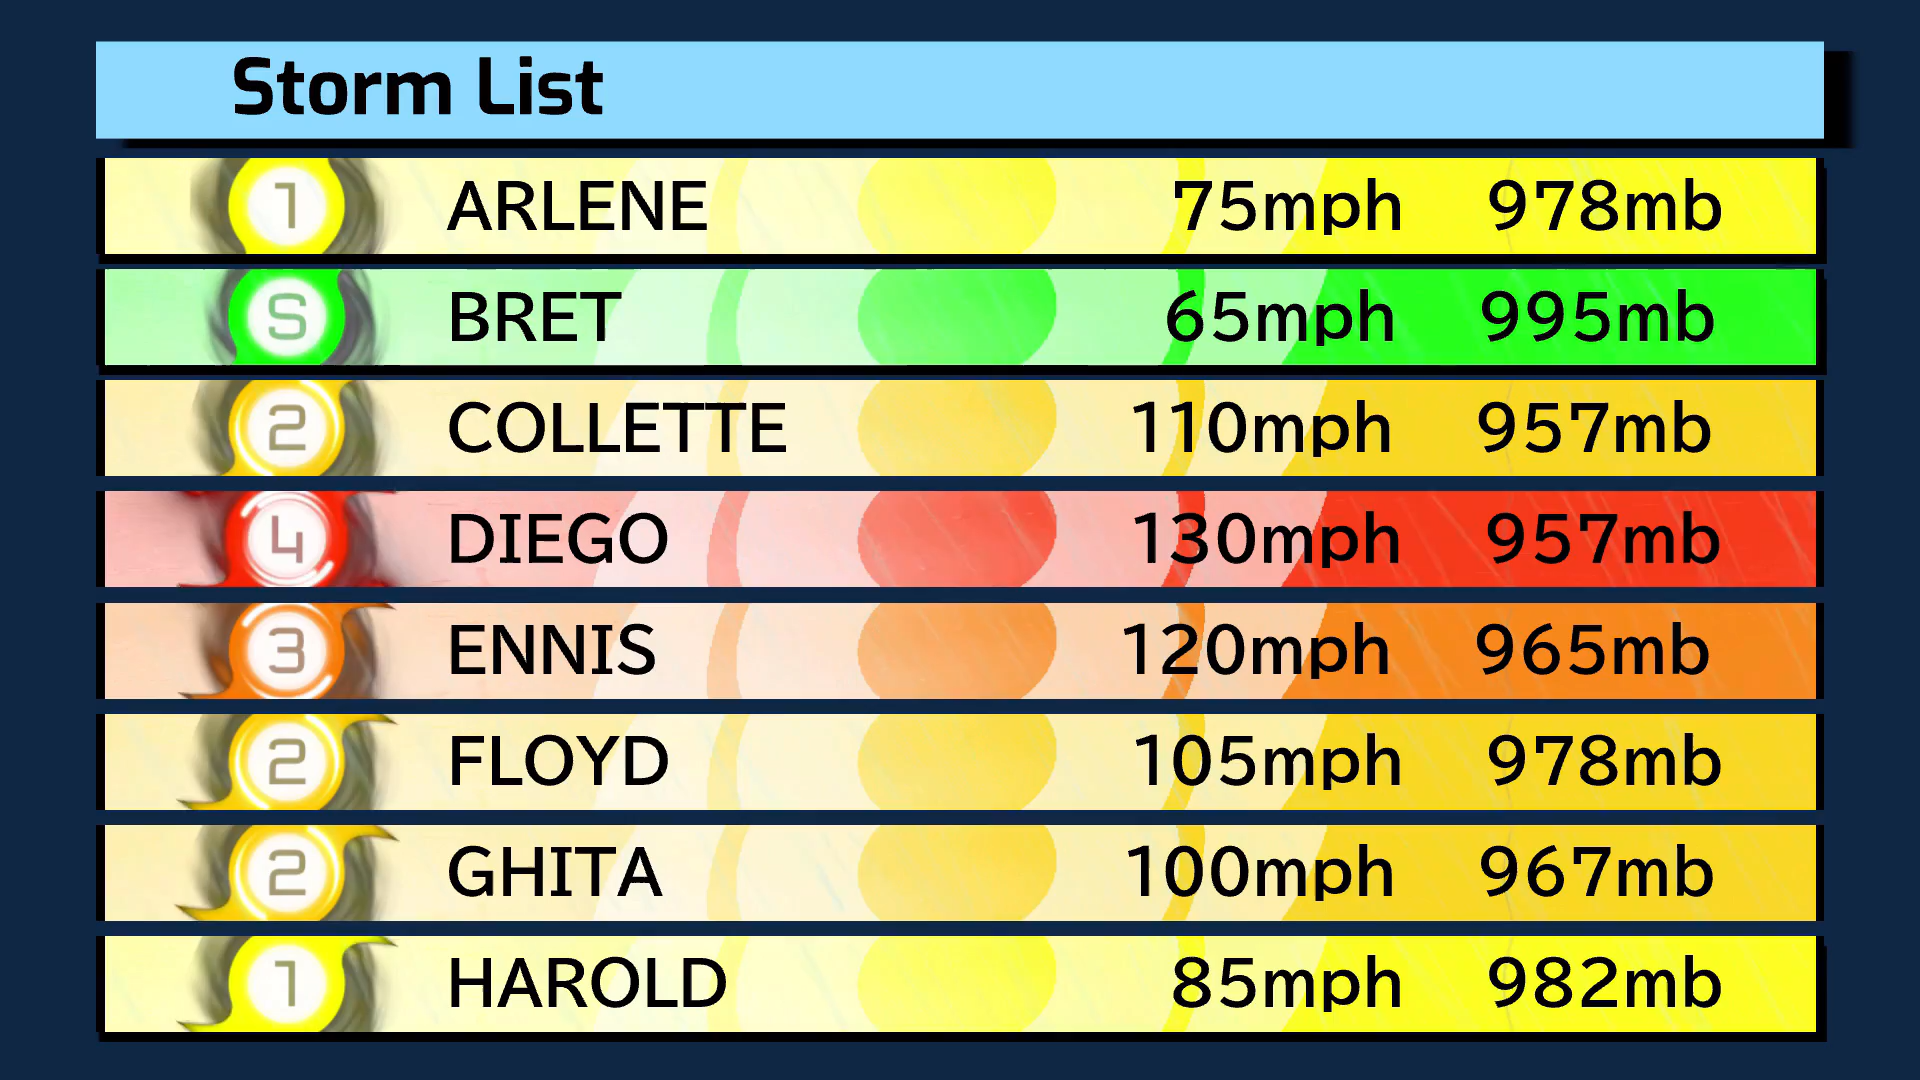 Storm List
1 ARLENE 75mph 978mb
S BRET 65mph 995mb
2 COLLETTE 110mph 957mb
4 DIEGO 130mph 957mb
3 ENNIS 120mph 965mb
2 FLOYD 105mph 978mb
2 GHITA 100mph 967mb
1 HAROLD 85mph 982mb